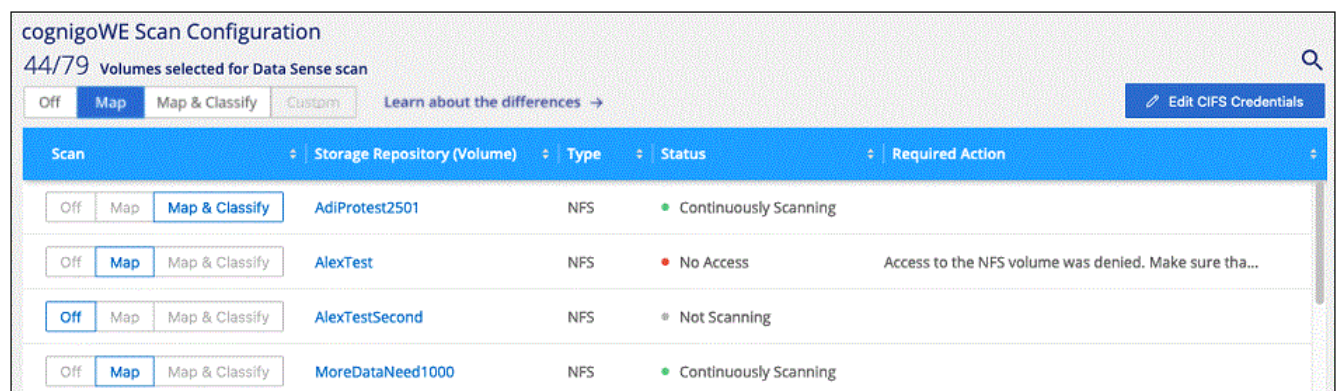 cognigoWE Scan Configuration
44/79 Volumes selected for Data Sense scan
Off Map Map & Classify Custom Learn about the differences → Edit CIFS Credentials
Scan Storage Repository (Volume) Type Status Required Action
Off Map Map & Classify AdiProtest2501 NFS Continuously Scanning
Off Map Map & Classify AlexTest NFS No Access Access to the NFS volume was denied. Make sure tha...
Off Map Map & Classify AlexTestSecond NFS Not Scanning
Off Map Map & Classify MoreDataNeed1000 NFS Continuously Scanning